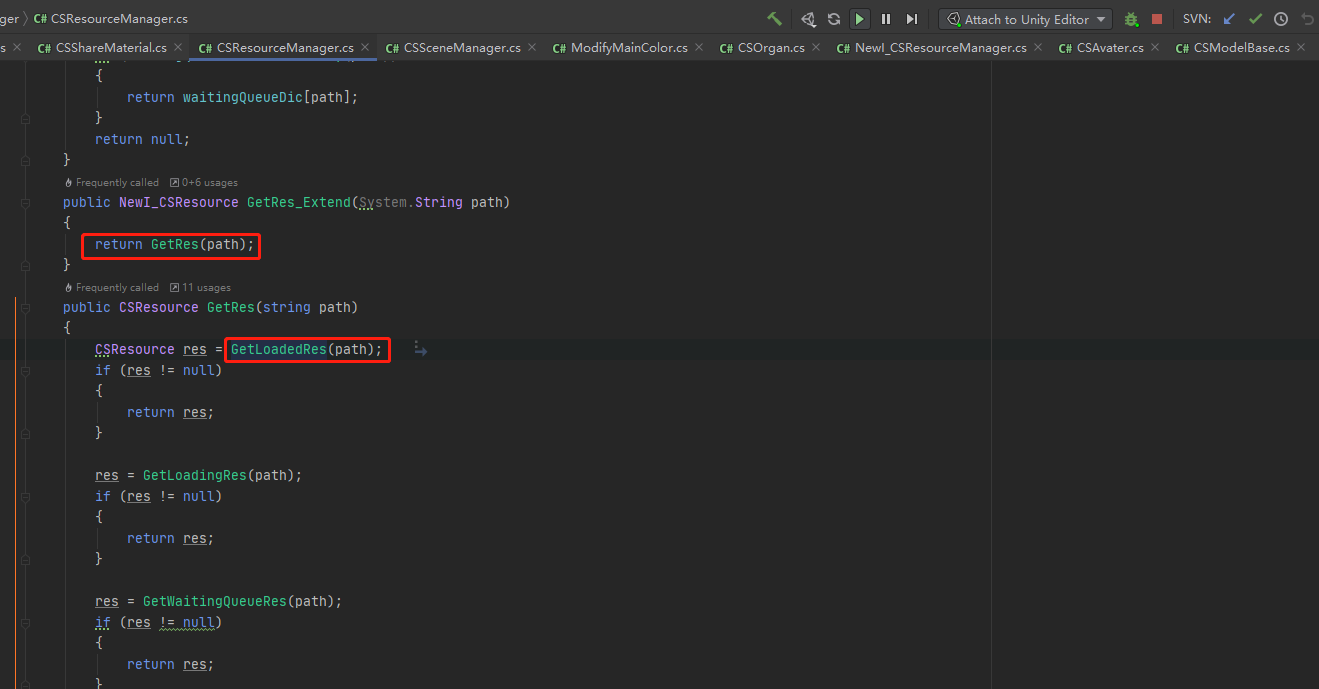 ger 〉 C# CSResourceManager.cs
Attach to Unity Editor SVN:
s × C# CSShareMaterial.cs × C# CSResourceManager.cs × C# CSSceneManager.cs × C# ModifyMainColor.cs × C# CSOrgan.cs × C# NewI_CSResourceManager.cs × C# CSAvater.cs × C# CSModelBase.cs ×
{
return waitingQueueDic[path];
}
return null;
}
Frequently called 0+6 usages
public NewI_CSResource GetRes_Extend(System.String path)
{
return GetRes(path);
}
Frequently called 11 usages
public CSResource GetRes(string path)
{
CSResource res = GetLoadedRes(path);
if (res != null)
{
return res;
}
res = GetLoadingRes(path);
if (res != null)
{
return res;
}
res = GetWaitingQueueRes(path);
if (res != null)
{
return res;
}